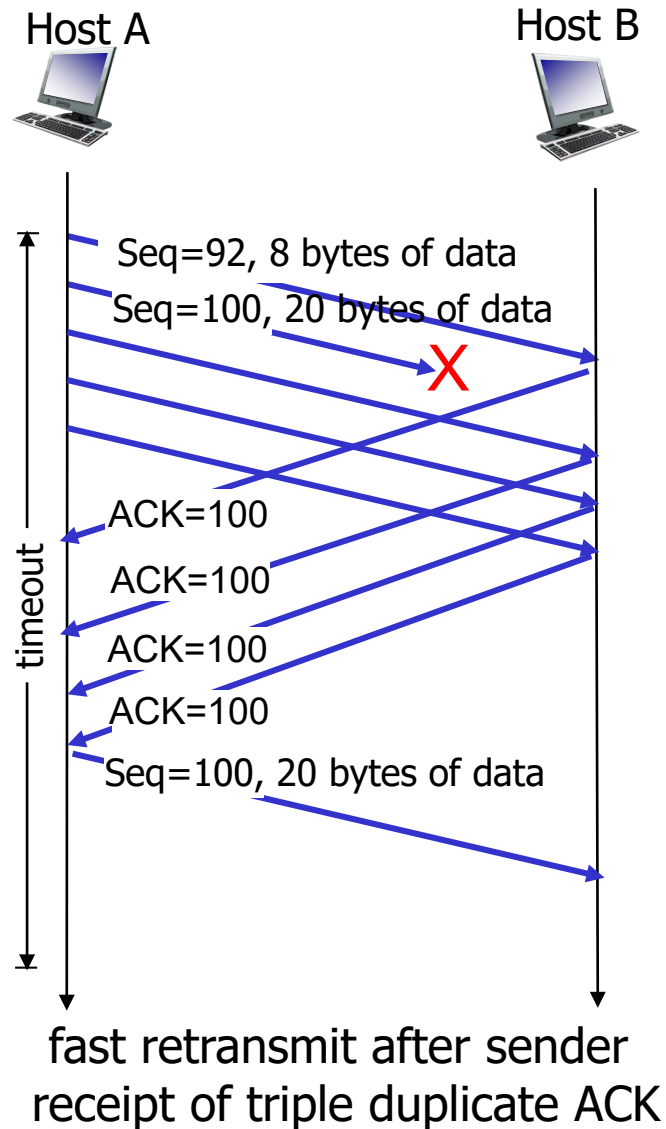 Host A
Host B
Seq=92, 8 bytes of data
Seq=100, 20 bytes of data
X
ACK=100
ACK=100
ACK=100
ACK=100
timeout
Seq=100, 20 bytes of data
fast retransmit after sender
receipt of triple duplicate ACK